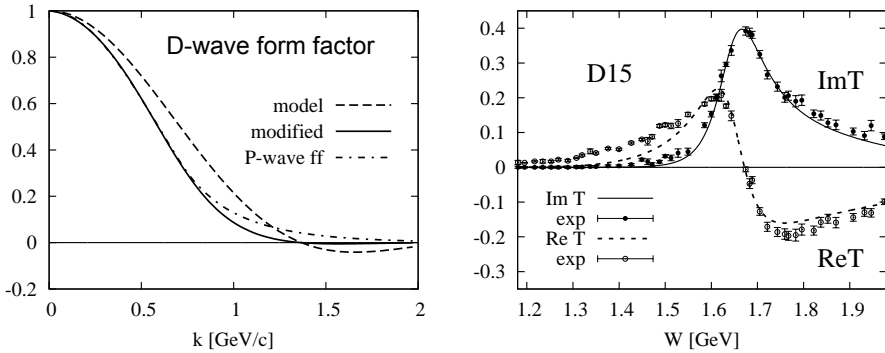 1
0.8
0.6
0.4
0.2
0
-0.2
D-wave form factor
model
modified
P-wave ff
0 0.5 1 1.5 2
k [GeV/c]
0.4
0.3
0.2
0.1
0
-0.1
-0.2
-0.3
D15
ImT
Im T
exp
Re T
exp
ReT
1.2 1.3 1.4 1.5 1.6 1.7 1.8 1.9
W [GeV]